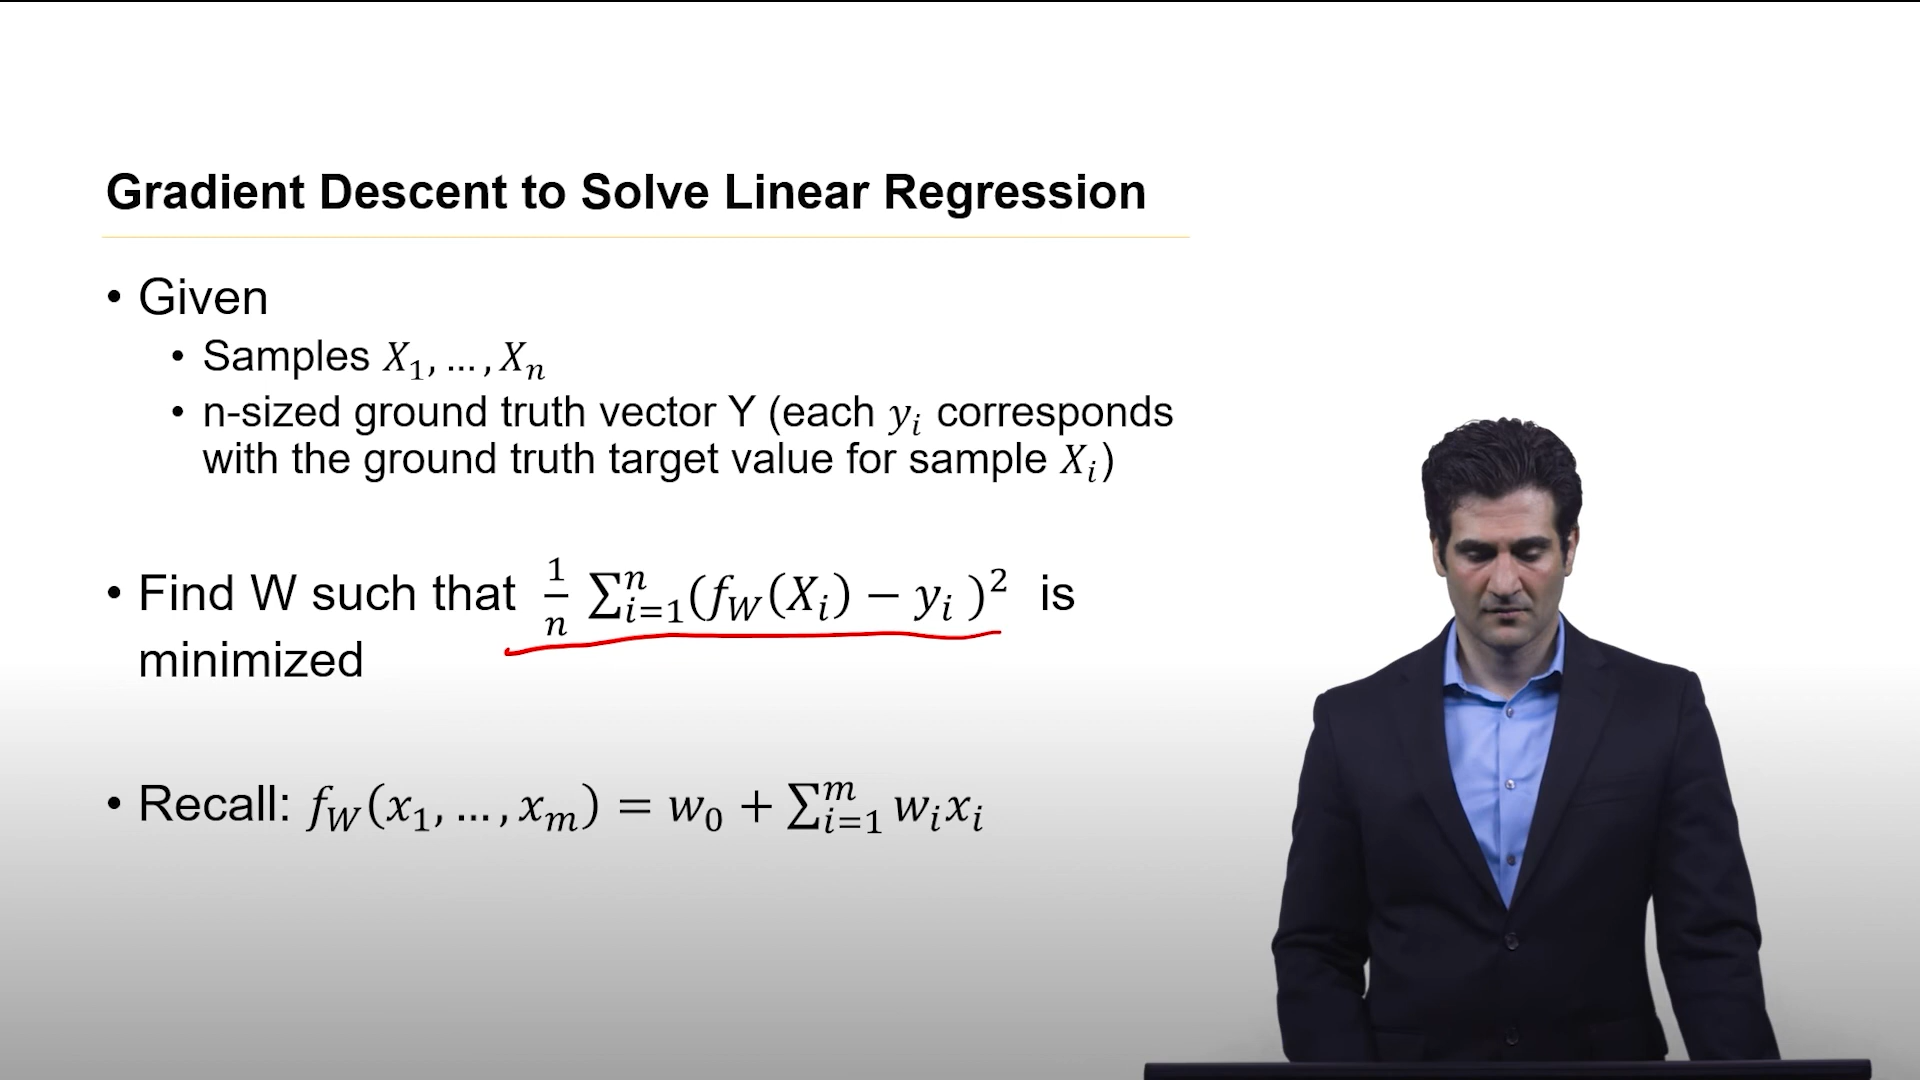 Gradient Descent to Solve Linear Regression
• Given
• Samples X₁, … , Xₙ
• n-sized ground truth vector Y (each yᵢ corresponds
with the ground truth target value for sample Xᵢ)
• Find W such that 1/n ∑ⁿᵢ₌₁(f_W(Xᵢ) − yᵢ )² is
minimized
• Recall: f_W(x₁, … , xₘ) = w₀ + ∑ᵐᵢ₌₁ wᵢxᵢ